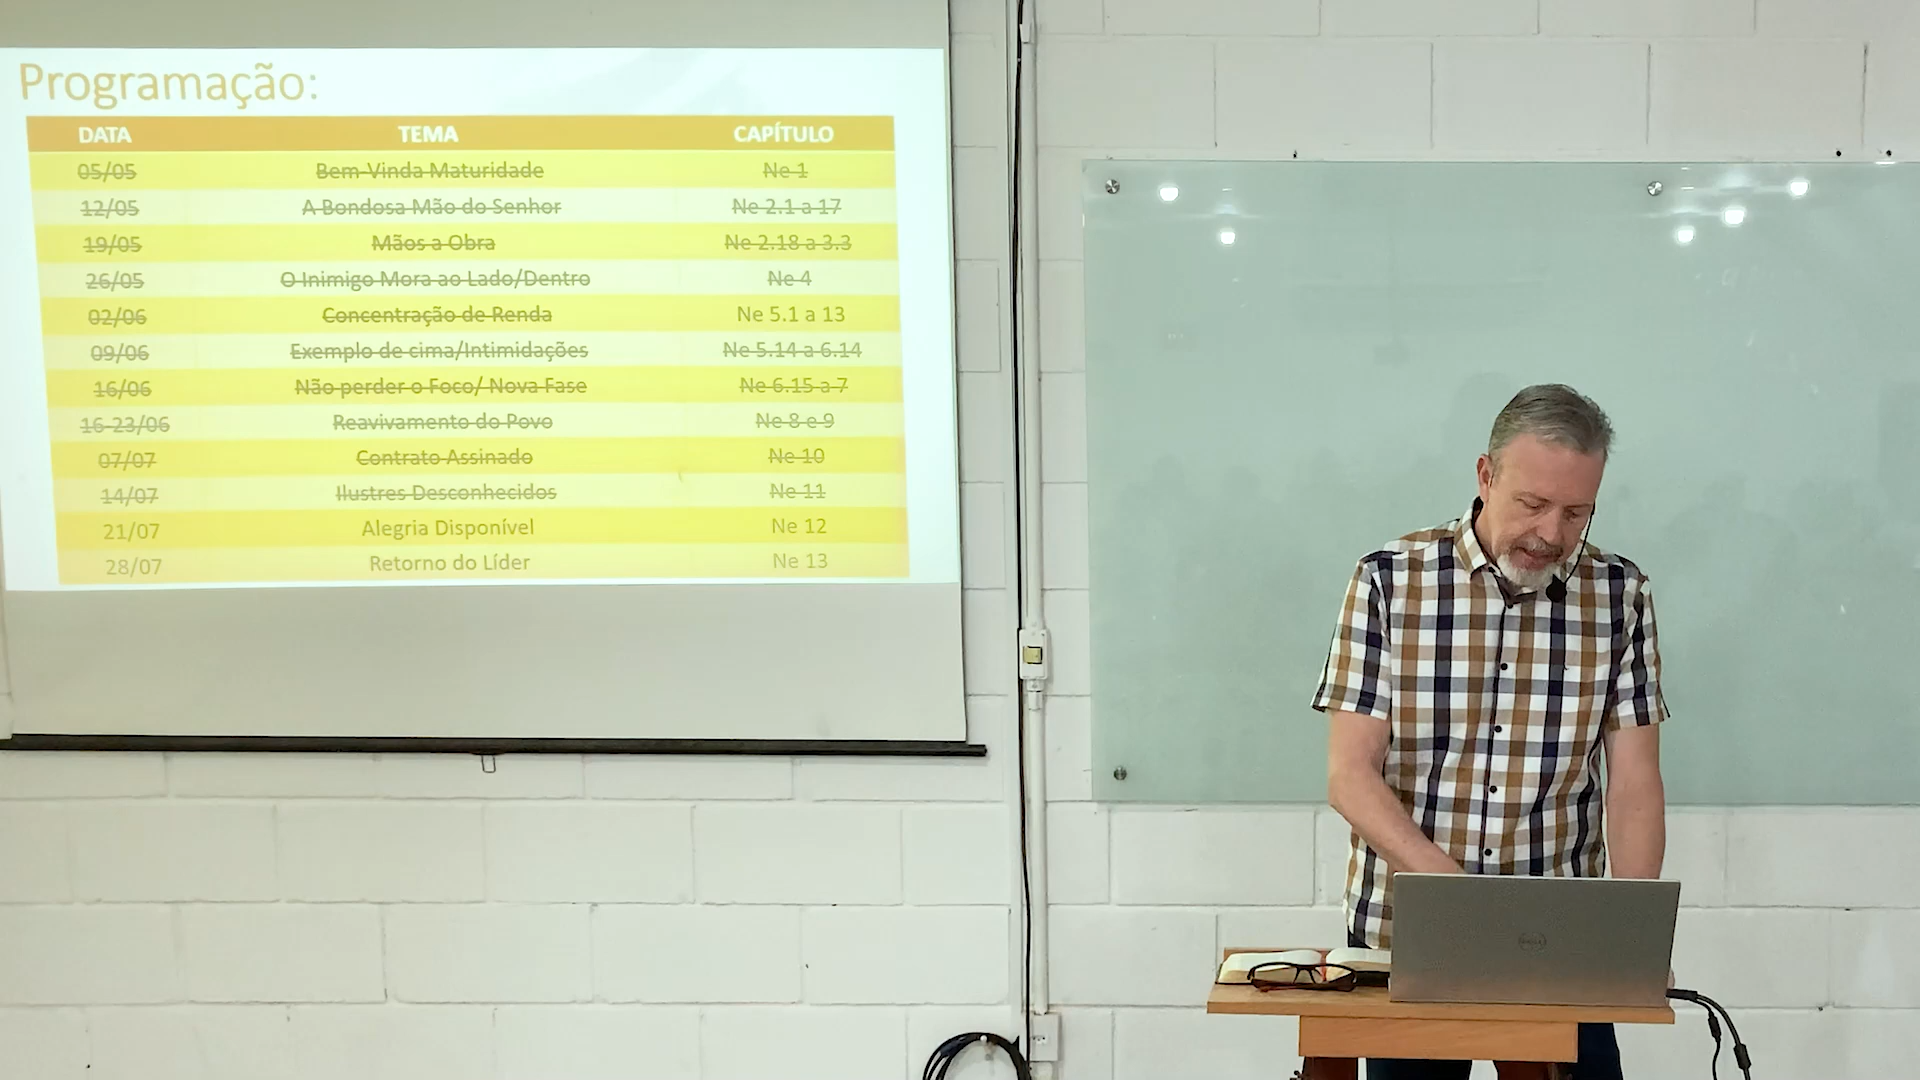 Programação:
DATA TEMA CAPÍTULO
05/05 Bem-Vinda Maturidade Ne 1
12/05 A Bondosa Mão do Senhor Ne 2.1 a 17
19/05 Mãos a Obra Ne 2.18 a 3.3
26/05 O Inimigo Mora ao Lado/Dentro Ne 4
02/06 Concentração de Renda Ne 5.1 a 13
09/06 Exemplo de cima/Intimidações Ne 5.14 a 6.14
16/06 Não perder o Foco/ Nova Fase Ne 6.15 a 7
16-23/06 Reavivamento do Povo Ne 8 e 9
07/07 Contrato Assinado Ne 10
14/07 Ilustres Desconhecidos Ne 11
21/07 Alegria Disponível Ne 12
28/07 Retorno do Líder Ne 13
DELL